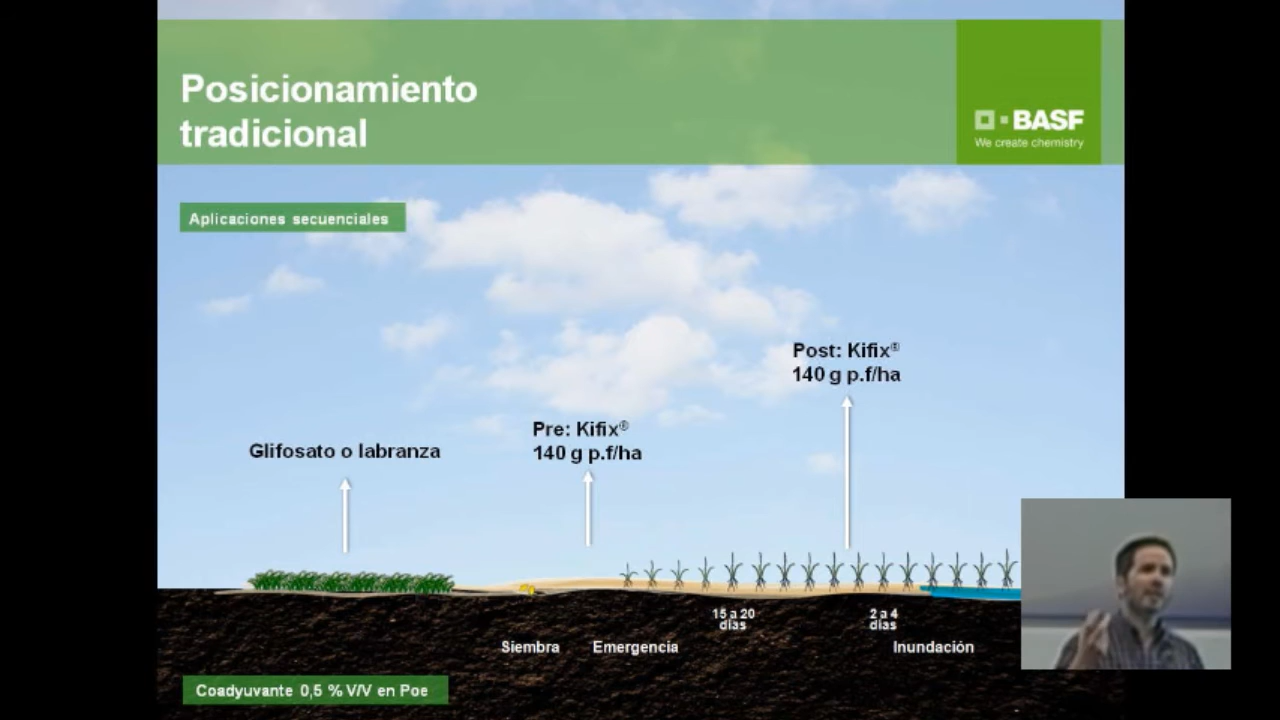 Posicionamiento
tradicional
BASF
We create chemistry
Aplicaciones secuenciales
Post: Kifix®
140 g p.f/ha
Pre: Kifix®
140 g p.f/ha
Glifosato o labranza
15 a 20
días
2 a 4
días
Siembra
Emergencia
Inundación
Coadyuvante 0,5 % V/V en Poe